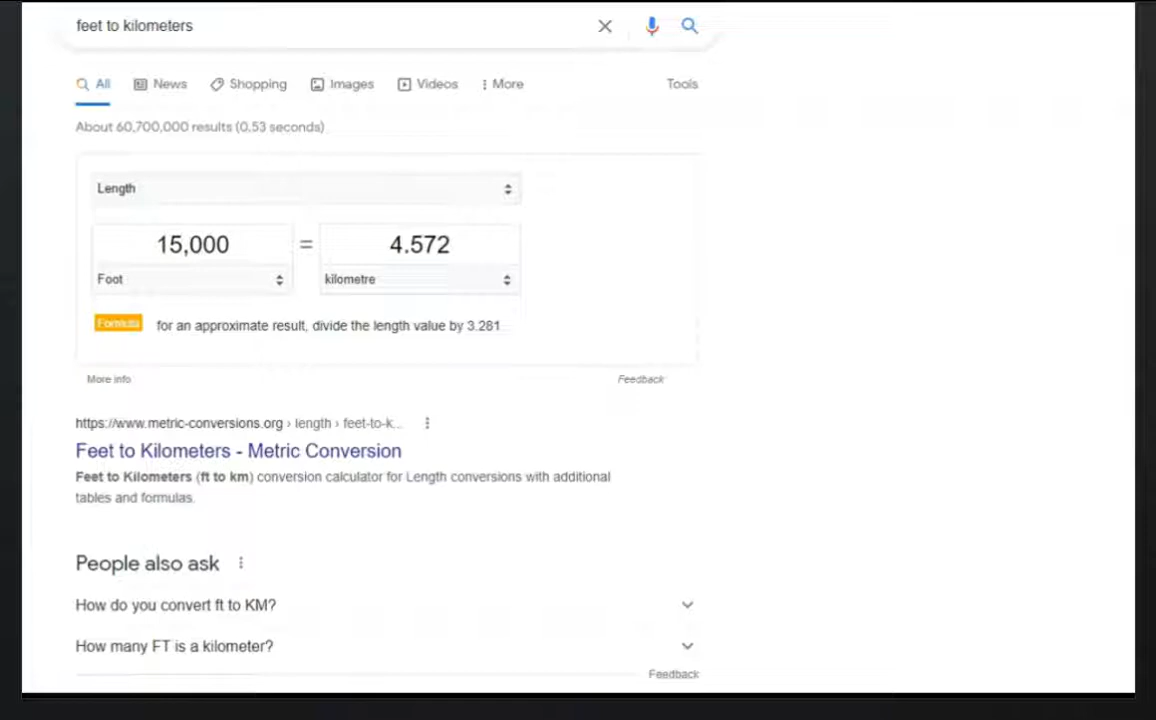 feet to kilometers
All News Shopping Images Videos More Tools
About 60,700,000 results (0.53 seconds)
Length
15,000 = 4.572
Foot kilometre
Formula for an approximate result, divide the length value by 3.281
More info Feedback
https://www.metric-conversions.org › length › feet-to-k...
Feet to Kilometers - Metric Conversion
Feet to Kilometers (ft to km) conversion calculator for Length conversions with additional
tables and formulas.
People also ask
How do you convert ft to KM?
How many FT is a kilometer?
Feedback